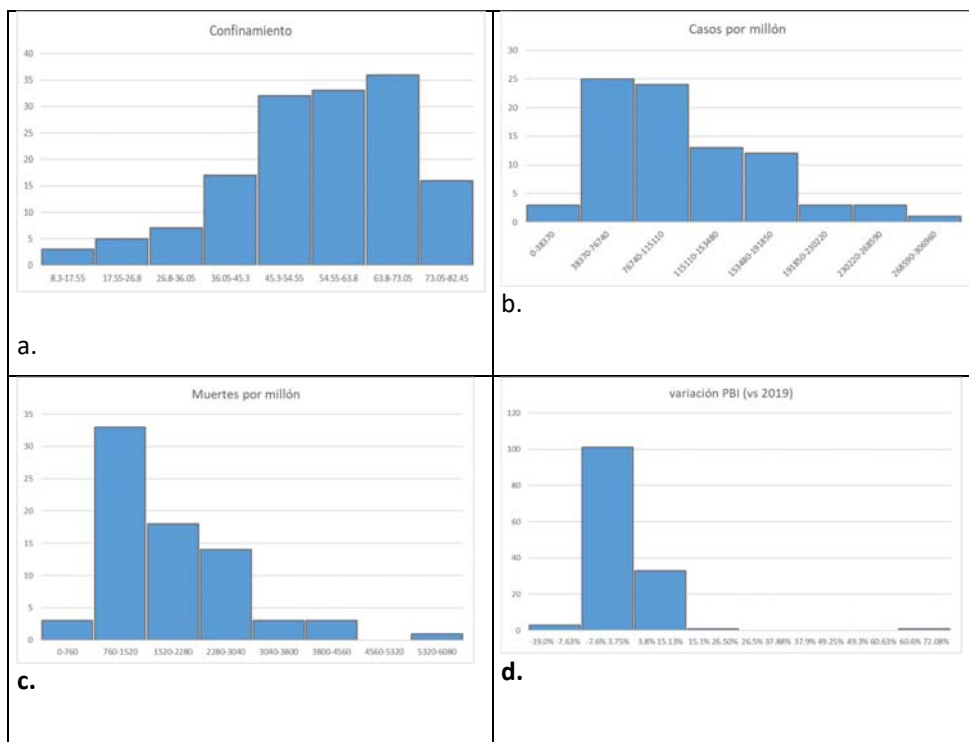 Confinamiento
40
35
30
25
20
15
10
5
0
8.3-17.55 17.55-26.8 26.8-36.05 36.05-45.3 45.3-54.55 54.55-63.8 63.8-73.05 73.05-82.45
a.
Casos por millón
30
25
20
15
10
5
0
0-38370 38370-76740 76740-115110 115110-153480 153480-191850 191850-230220 230220-268590 268590-306960
b.
Muertes por millón
35
30
25
20
15
10
5
0
0-760 760-1520 1520-2280 2280-3040 3040-3800 3800-4560 4560-5320 5320-6080
c.
variación PBI (vs 2019)
120
100
80
60
40
20
0
-19.0% -7.63% -7.6% 3.75% 3.8% 15.13% 15.1% 26.50% 26.5% 37.88% 37.9% 49.25% 49.3% 60.63% 60.6% 72.08%
d.